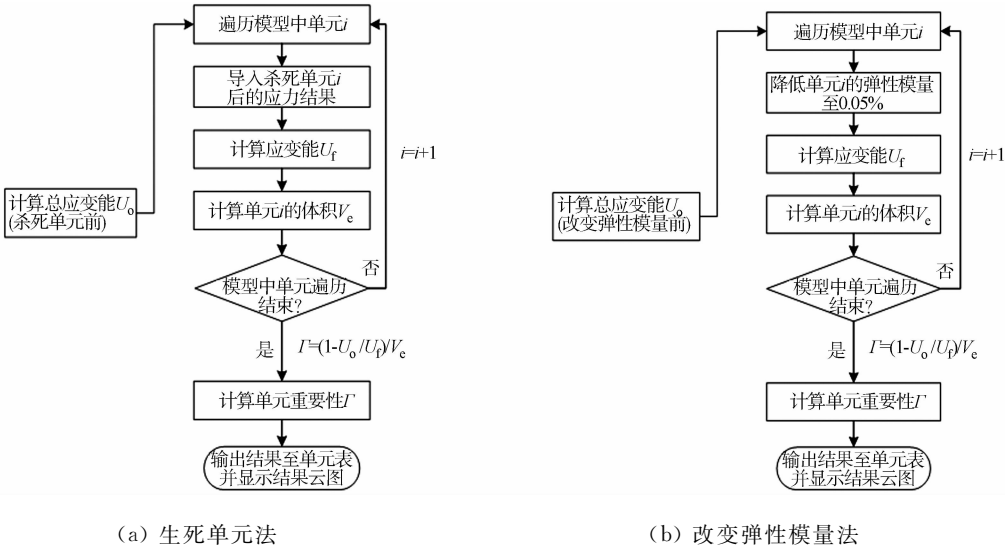 遍历模型中单元i
导入杀死单元i
后的应力结果
计算应变能Uf
i=i+1
计算总应变能Uo
(杀死单元前)
计算单元i的体积Ve
否
模型中单元遍历
结束?
是
Γ=(1-Uo/Uf)/Ve
计算单元重要性Γ
输出结果至单元表
并显示结果云图
(a) 生死单元法
遍历模型中单元i
降低单元i的弹性模量
至0.05%
计算应变能Uf
i=i+1
计算总应变能Uo
(改变弹性模量前)
计算单元i的体积Ve
否
模型中单元遍历
结束?
是
Γ=(1-Uo/Uf)/Ve
计算单元重要性Γ
输出结果至单元表
并显示结果云图
(b) 改变弹性模量法